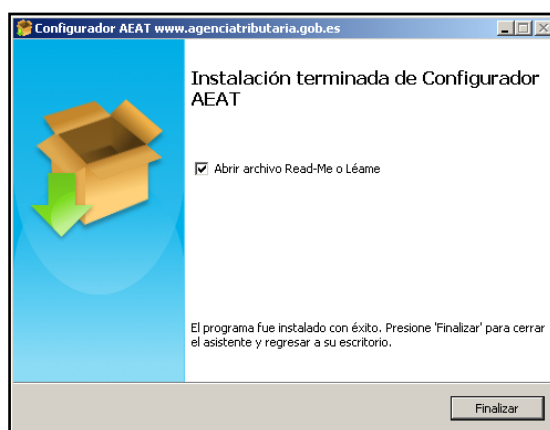 Configurador AEAT www.agenciatributaria.gob.es
Instalación terminada de Configurador
AEAT
Abrir archivo Read-Me o Léame
El programa fue instalado con éxito. Presione 'Finalizar' para cerrar
el asistente y regresar a su escritorio.
Finalizar